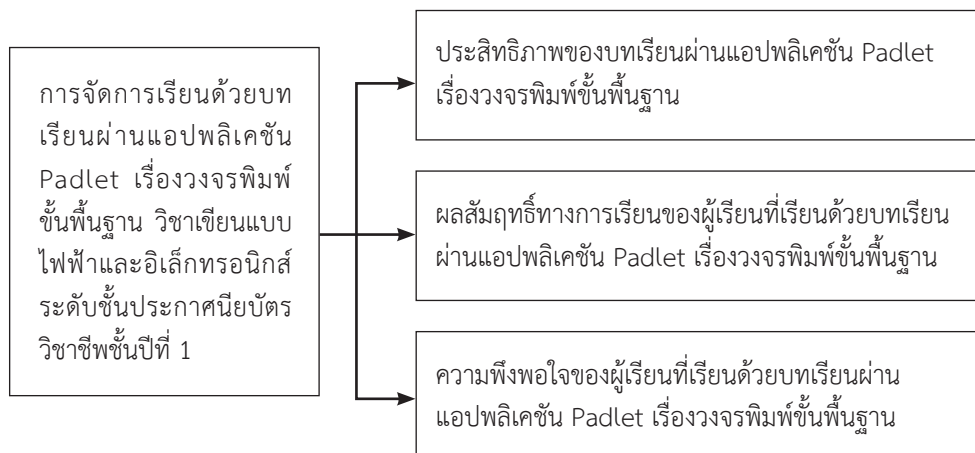 การจัดการเรียนด้วยบท
เรียนผ่านแอปพลิเคชัน
Padlet เรื่องวงจรพิมพ์
ขั้นพื้นฐาน วิชาเขียนแบบ
ไฟฟ้าและอิเล็กทรอนิกส์
ระดับชั้นประกาศนียบัตร
วิชาชีพชั้นปีที่ 1
ประสิทธิภาพของบทเรียนผ่านแอปพลิเคชัน Padlet
เรื่องวงจรพิมพ์ขั้นพื้นฐาน
ผลสัมฤทธิ์ทางการเรียนของผู้เรียนที่เรียนด้วยบทเรียน
ผ่านแอปพลิเคชัน Padlet เรื่องวงจรพิมพ์ขั้นพื้นฐาน
ความพึงพอใจของผู้เรียนที่เรียนด้วยบทเรียนผ่าน
แอปพลิเคชัน Padlet เรื่องวงจรพิมพ์ขั้นพื้นฐาน